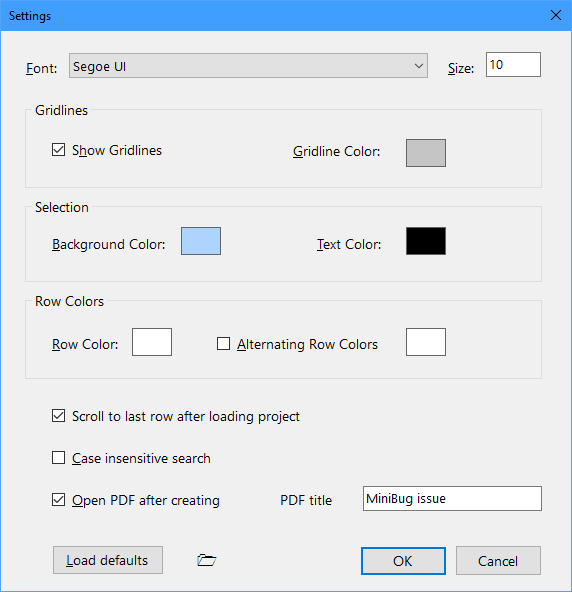 Settings
Font: Segoe UI Size: 10
Gridlines
Show Gridlines Gridline Color:
Selection
Background Color: Text Color:
Row Colors
Row Color: Alternating Row Colors
Scroll to last row after loading project
Case insensitive search
Open PDF after creating PDF title MiniBug issue
Load defaults OK Cancel